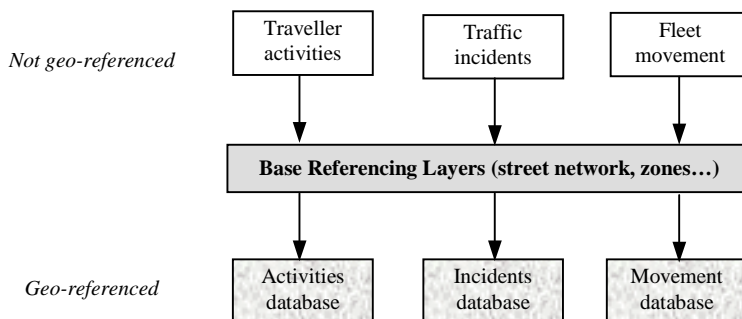 Not geo-referenced
Traveller
activities
Traffic
incidents
Fleet
movement
Base Referencing Layers (street network, zones…)
Geo-referenced
Activities
database
Incidents
database
Movement
database